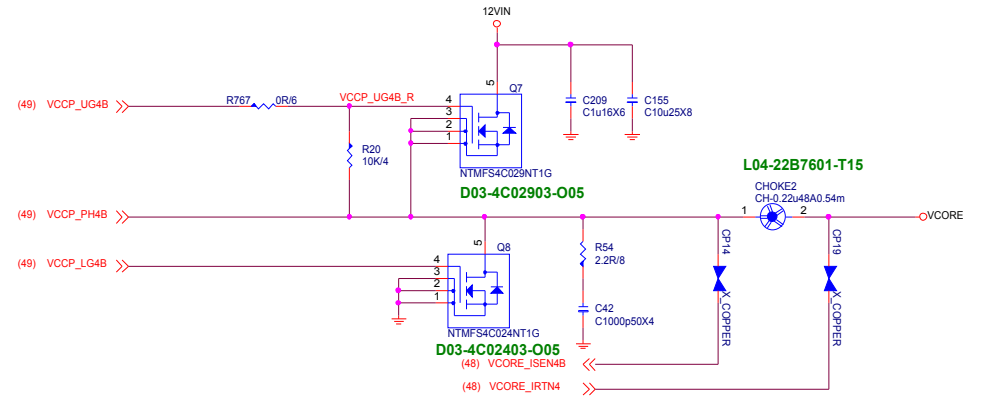 12VIN
5
Q7
(49) VCCP_UG4B
R767
0R/6
VCCP_UG4B_R
4
3
2
1
C209
C1u16X6
C155
C10u25X8
R20
10K/4
NTMFS4C029NT1G
D03-4C02903-O05
L04-22B7601-T15
CHOKE2
CH-0.22u48A0.54m
(49) VCCP_PH4B
1
2
VCORE
5
Q8
R54
2.2R/8
CP14
CP19
(49) VCCP_LG4B
4
3
2
1
X_COPPER
X_COPPER
C42
C1000p50X4
NTMFS4C024NT1G
D03-4C02403-O05
(48) VCORE_ISEN4B
(48) VCORE_IRTN4